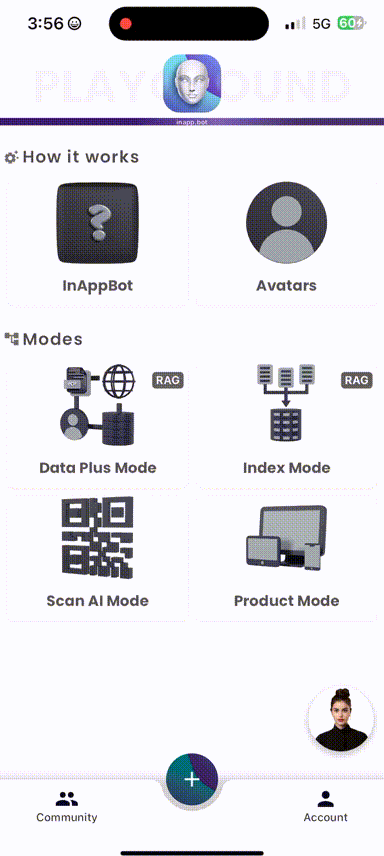 3:56
5G
60
PLAYGROUND
inapp.bot
How it works
InAppBot
Avatars
Modes
RAG
RAG
Data Plus Mode
Index Mode
Scan AI Mode
Product Mode
Community
Account